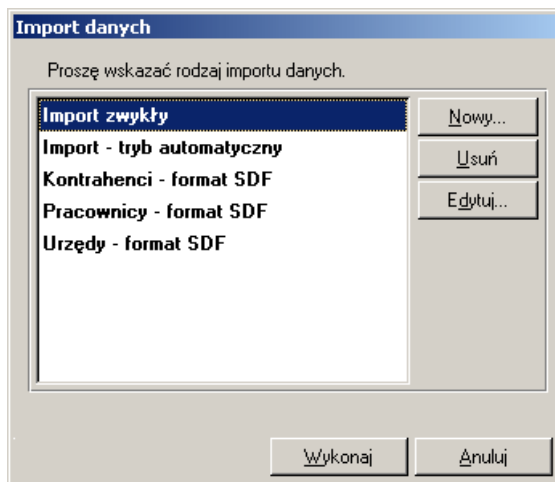 Import danych
Proszę wskazać rodzaj importu danych.
Import zwykły
Import - tryb automatyczny
Kontrahenci - format SDF
Pracownicy - format SDF
Urzędy - format SDF
Nowy...
Usuń
Edytuj...
Wykonaj
Anuluj